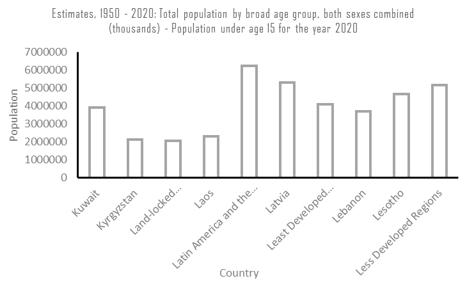 Estimates, 1950 - 2020: Total population by broad age group, both sexes combined
(thousands) - Population under age 15 for the year 2020
Population
7000000
6000000
5000000
4000000
3000000
2000000
1000000
0
Kuwait
Kyrgyzstan
Land-locked...
Laos
Latin America and the...
Latvia
Least Developed...
Lebanon
Lesotho
Less Developed Regions
Country